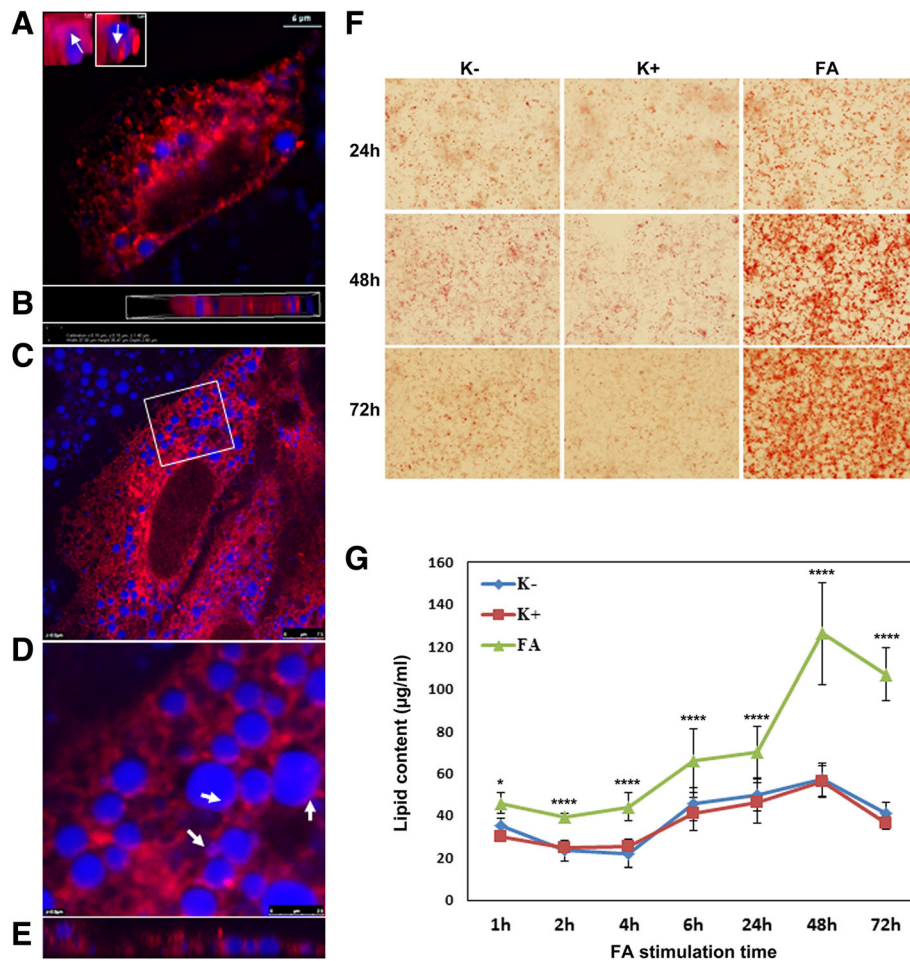 A
6 µm
B
C
D
E
F
K-
K+
FA
24h
48h
72h
G
160
140
120
100
80
60
40
20
0
Lipid content (µg/ml)
K-
K+
FA
*
****
****
****
****
****
****
1h
2h
4h
6h
24h
48h
72h
FA stimulation time